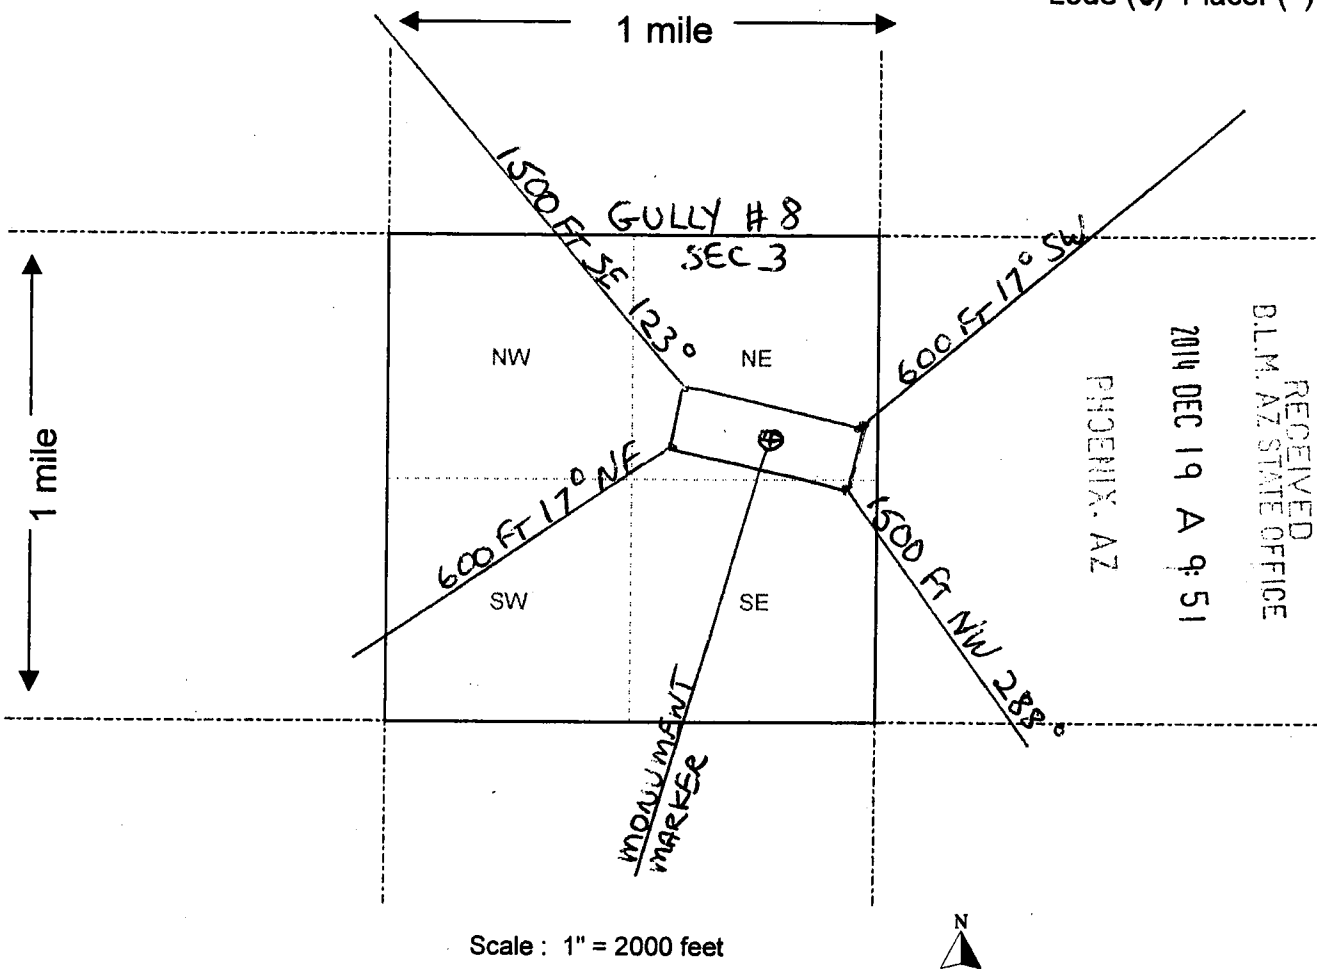 Lode (●) Placer ( )
1 mile
1500 FT SE 123°
GULLY # 8
SEC 3
600 FT 17° SW
NW
NE
1 mile
600 FT 17° NE
SW
SE
1500 FT NW 288°
MONUMENT
MARKER
RECEIVED
B.L.M. AZ STATE OFFICE
2014 DEC 19 A 9:51
PHOENIX, AZ
Scale : 1" = 2000 feet
N